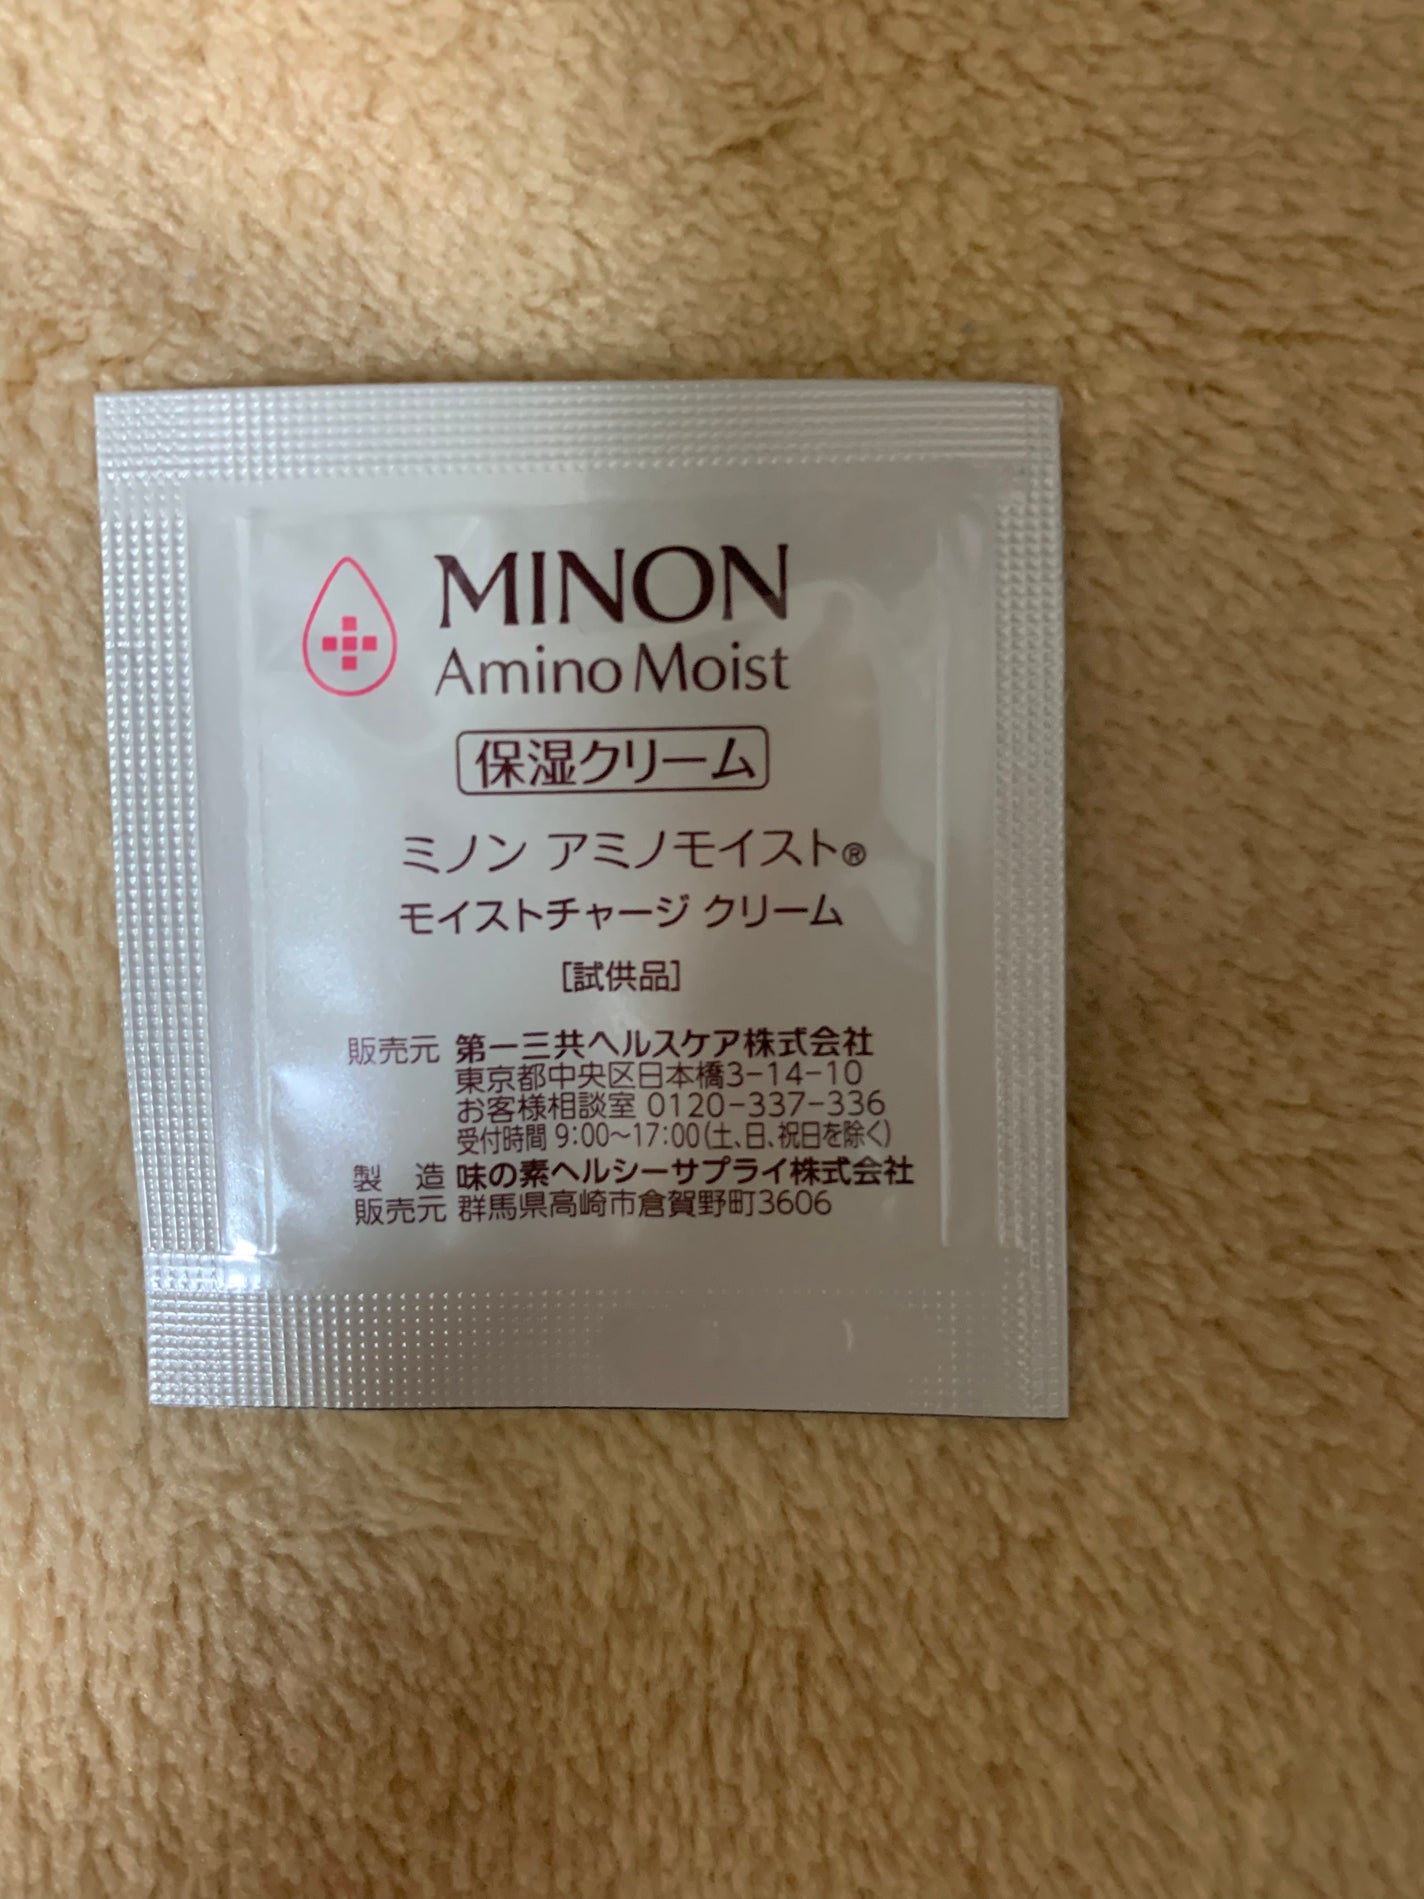 MINON
Amino Moist
保湿クリーム
ミノン アミノモイスト®
モイストチャージ クリーム
[試供品]
販売元 第一三共ヘルスケア株式会社
東京都中央区日本橋3-14-10
お客様相談室 0120-337-336
受付時間 9:00~17:00(土、日、祝日を除く)
製 造 味の素ヘルシーサプライ株式会社
販売元 群馬県高崎市倉賀野町3606